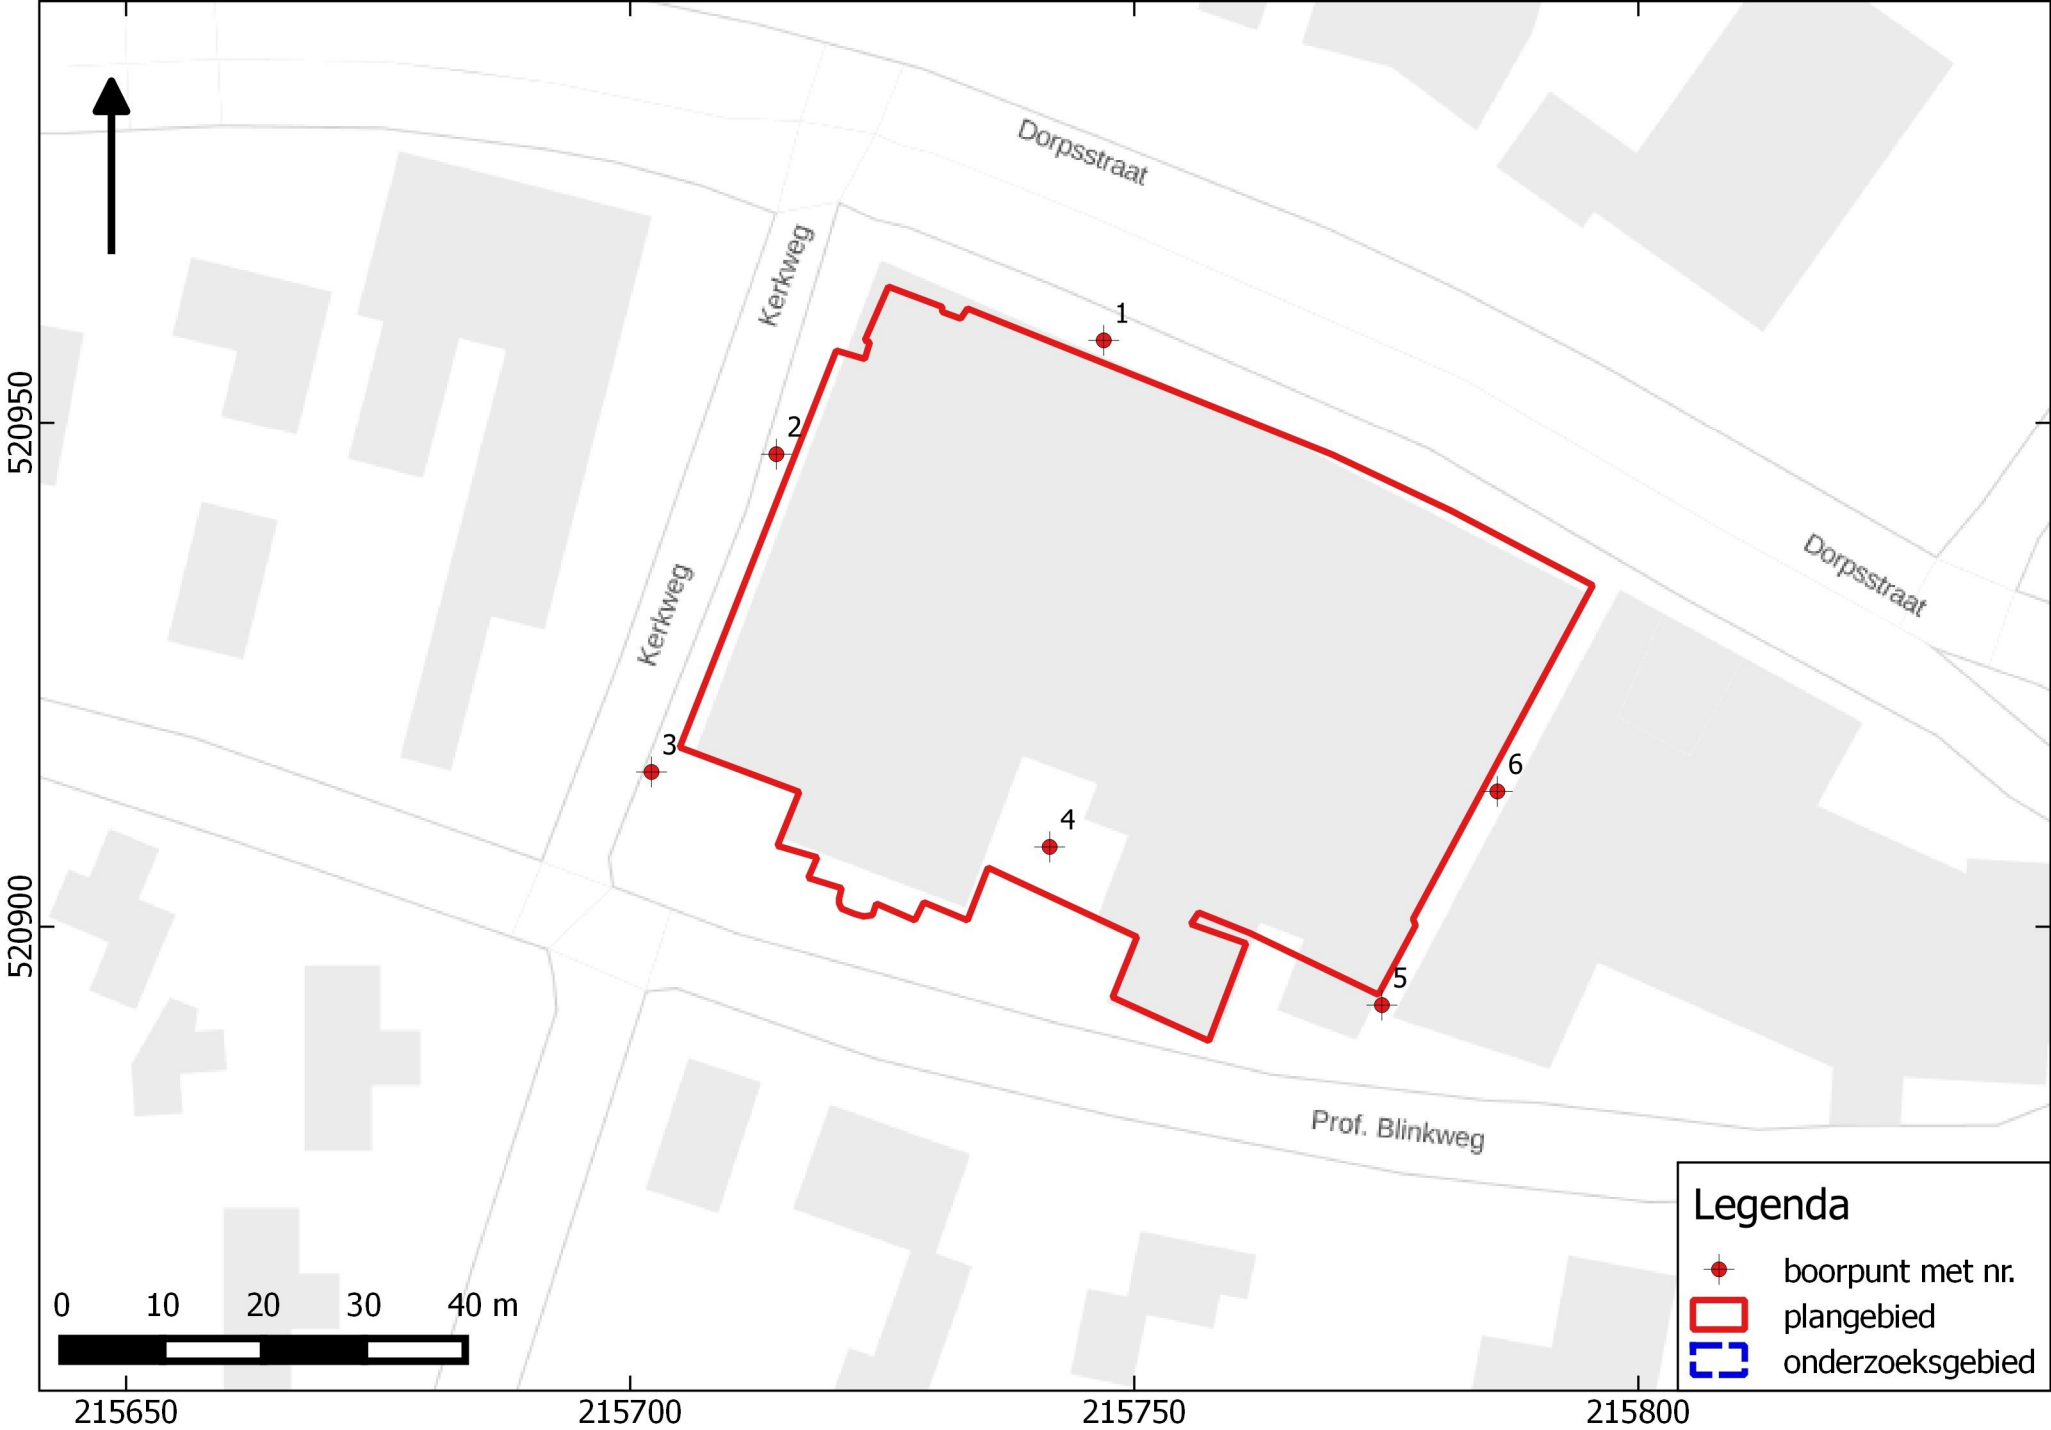 Dorpsstraat
Kerkweg
1
2
520950
Dorpsstraat
Kerkweg
3
6
4
520900
5
Prof. Blinkweg
Legenda
boorpunt met nr.
plangebied
onderzoeksgebied
0 10 20 30 40 m
215650 215700 215750 215800